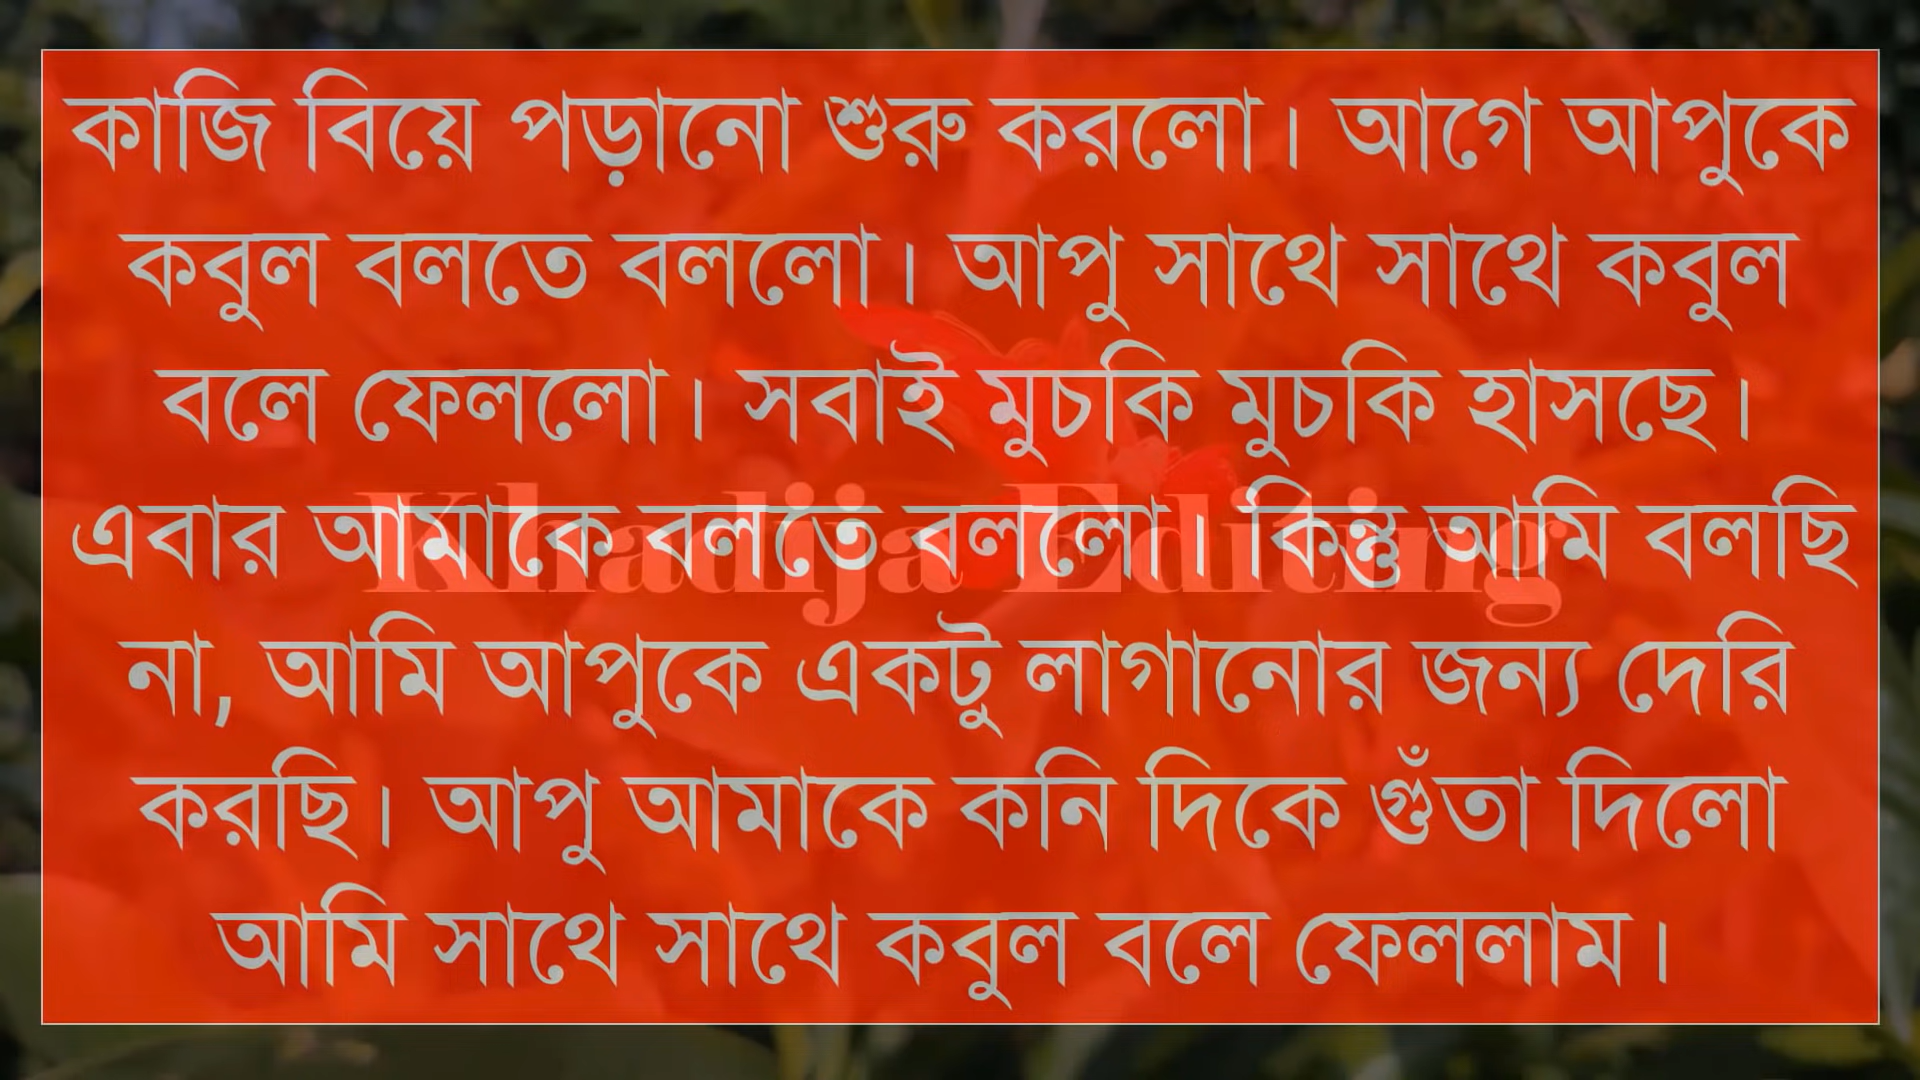 কাজি বিয়ে পড়ানো শুরু করলো। আগে আপুকে
কবুল বলতে বললো। আপু সাথে সাথে কবুল
বলে ফেললো। সবাই মুচকি মুচকি হাসছে।
এবার আমাকে বলতে বললো। কিন্তু আমি বলছি
না, আমি আপুকে একটু লাগানোর জন্য দেরি
করছি। আপু আমাকে কনি দিকে গুঁতা দিলো
আমি সাথে সাথে কবুল বলে ফেললাম।
Khadija Editing